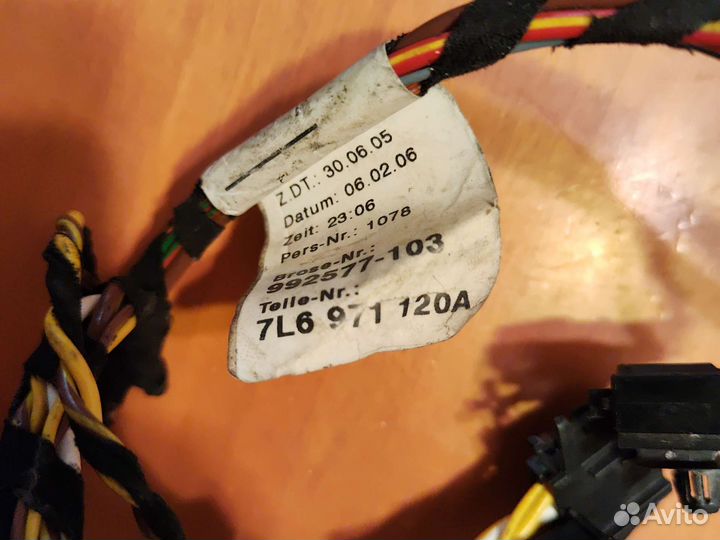 Z.DT.: 30.06.05
Datum: 06.02.06
Zeit: 23:06
Pers-Nr.: 1078
Brose-Nr.:
992577-103
Teile-Nr.:
7L6 971 120A
Avito